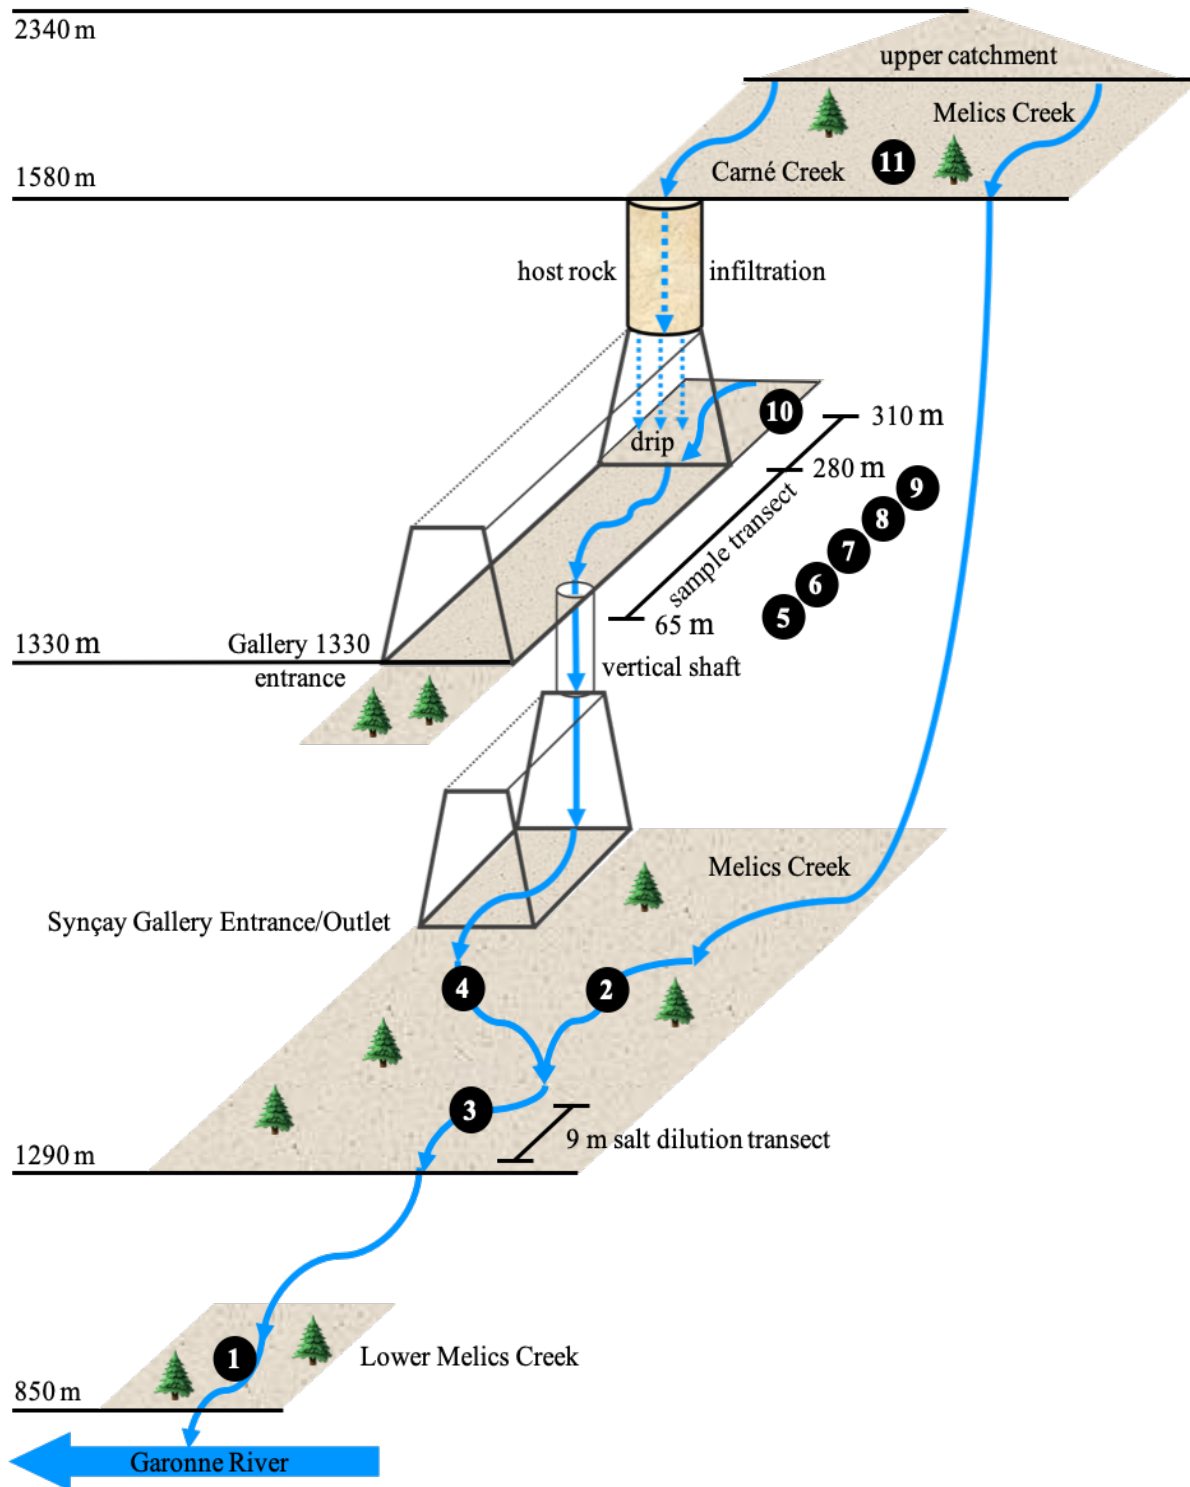 2340 m
upper catchment
Melics Creek
11
Carné Creek
1580 m
host rock
infiltration
10
310 m
drip
280 m
9
8
sample transect
7
6
5
65 m
1330 m
Gallery 1330
entrance
vertical shaft
Melics Creek
Synçay Gallery Entrance/Outlet
4
2
3
9 m salt dilution transect
1290 m
1
Lower Melics Creek
850 m
Garonne River